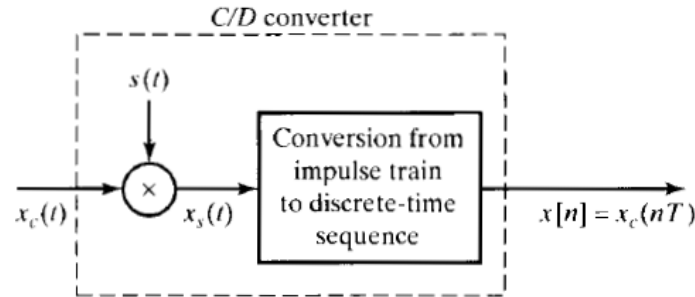 C/D converter
s(t)
Conversion from
impulse train
to discrete-time
sequence
×
x_c(t)
x_s(t)
x[n] = x_c(nT)